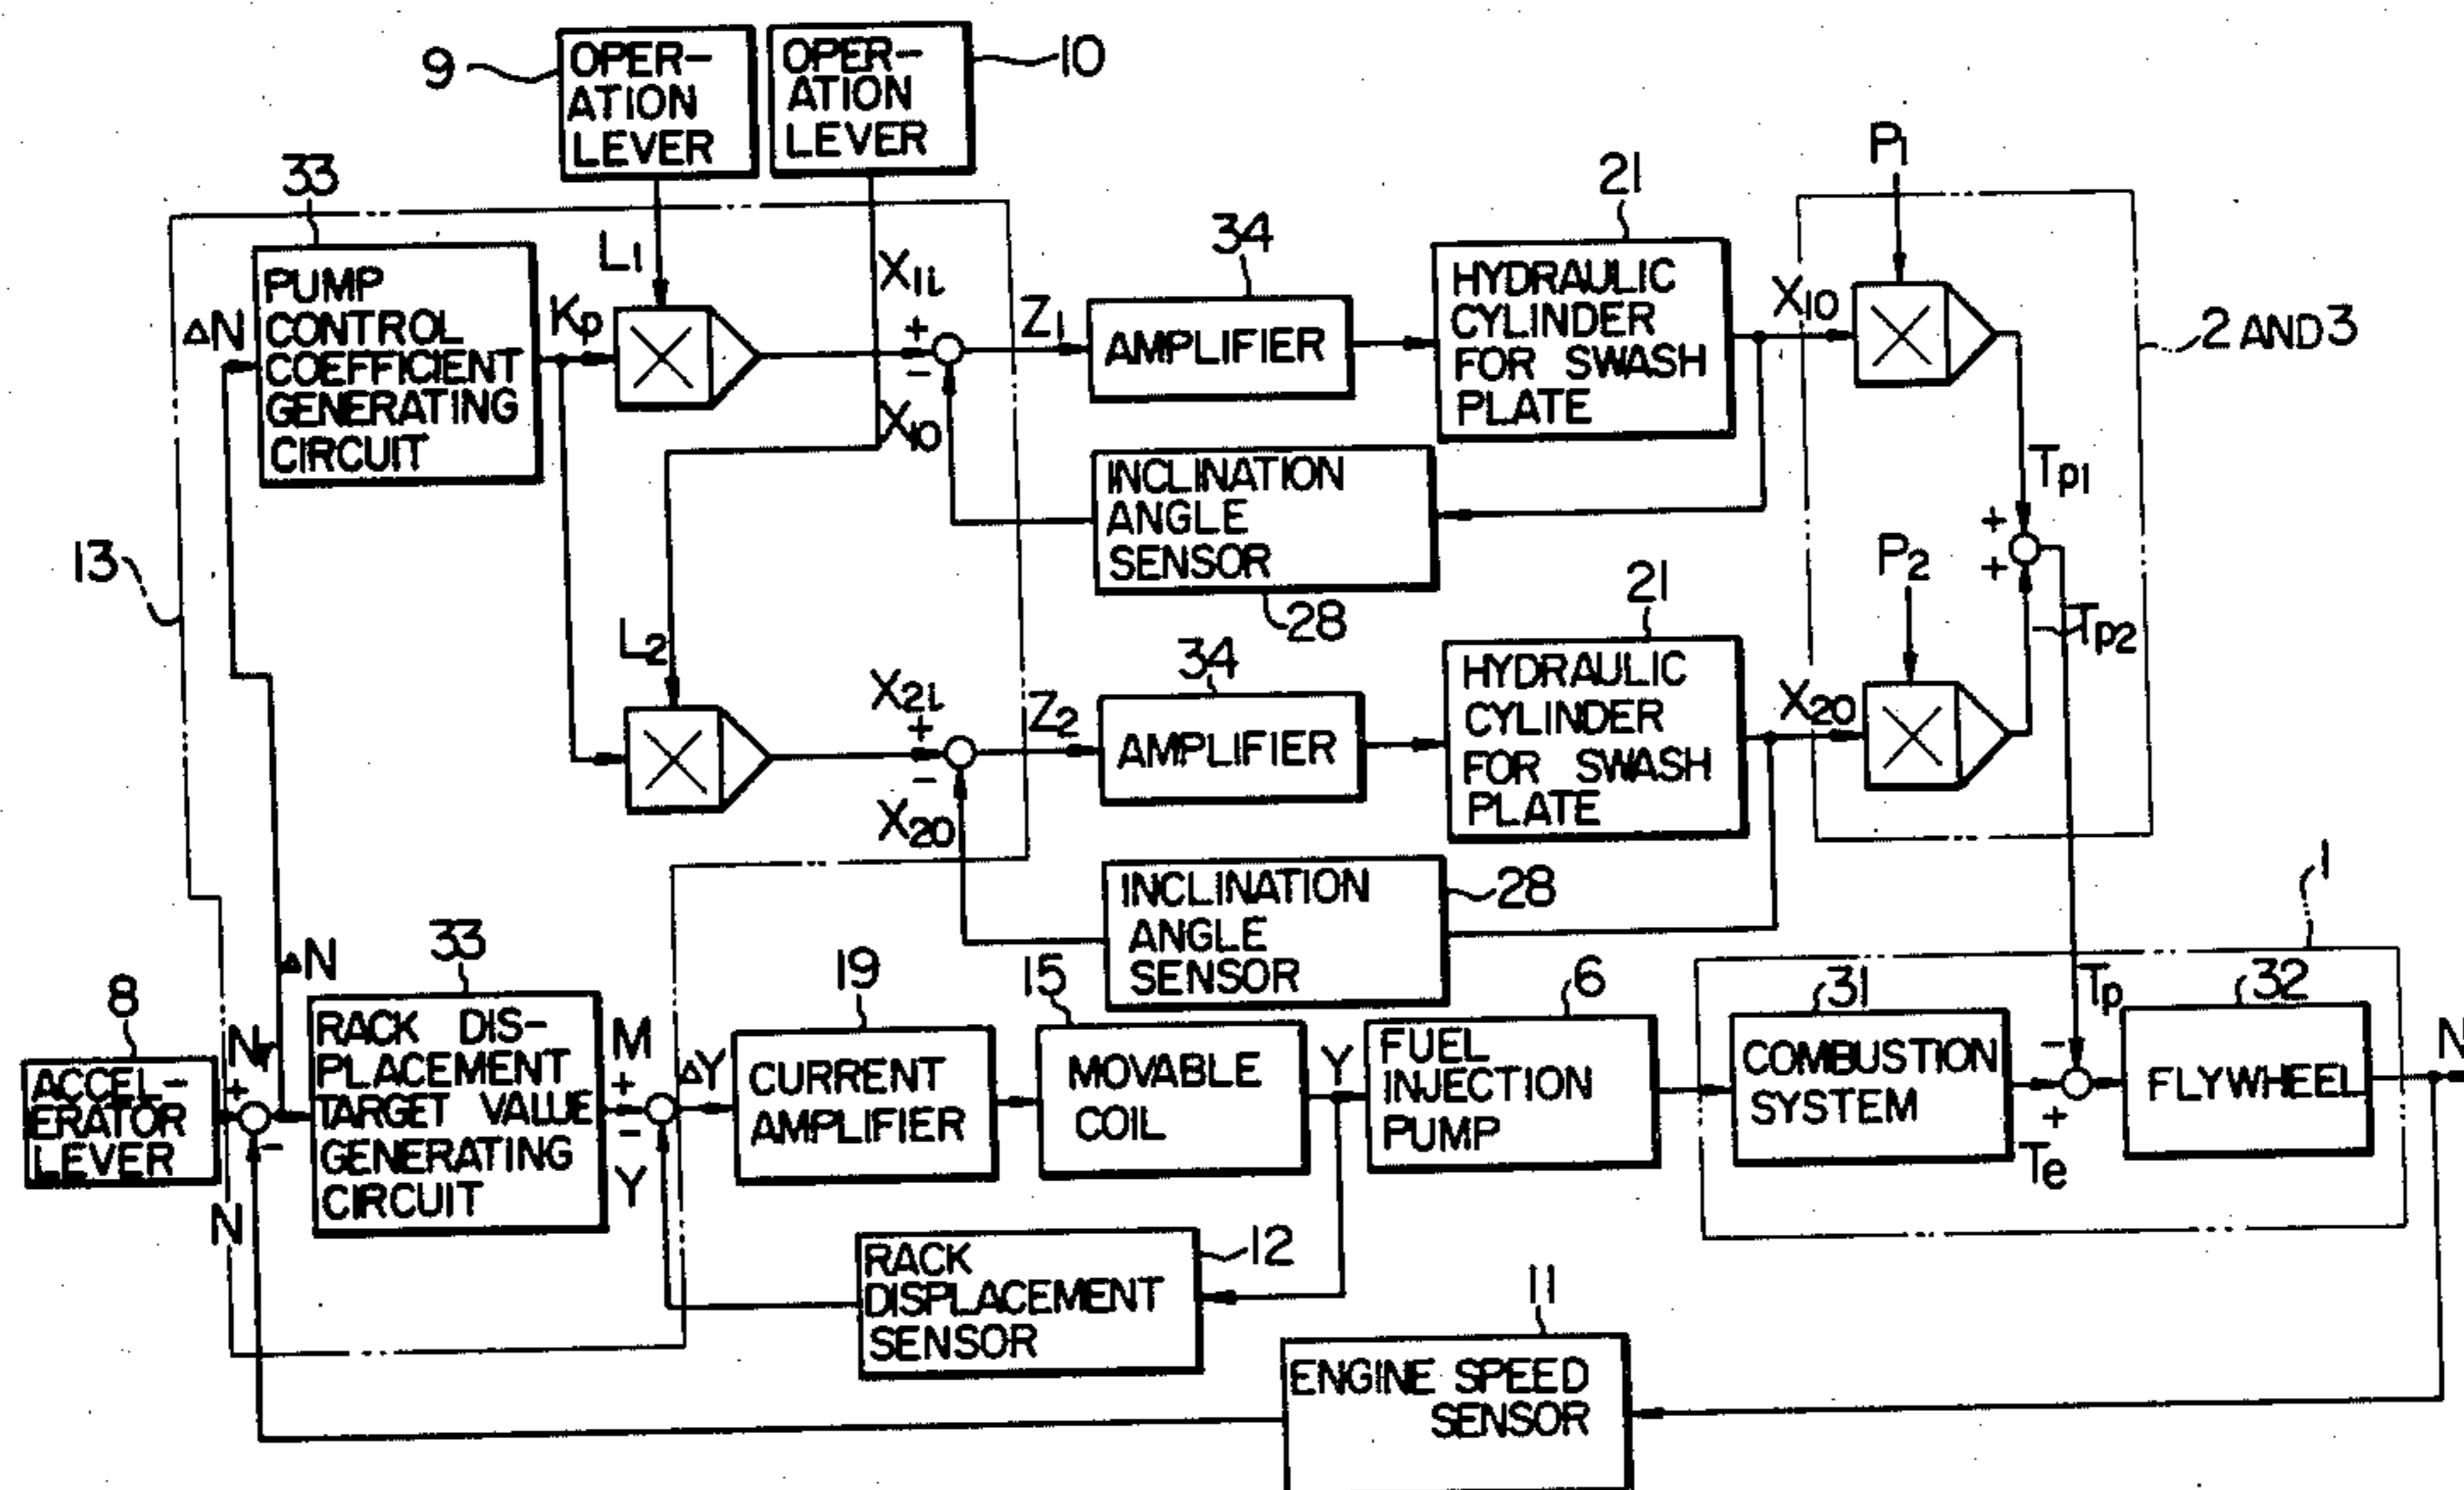 9
OPER-
ATION
LEVER
OPER-
ATION
LEVER
10
33
PUMP
CONTROL
COEFFICIENT
GENERATING
CIRCUIT
ΔN
Kp
L1
X1i
+
-
X10
Z1
34
AMPLIFIER
21
HYDRAULIC
CYLINDER
FOR SWASH
PLATE
X10
P1
2 AND 3
INCLINATION
ANGLE
SENSOR
28
Tp1
+
+
Tp2
13
L2
X2i
+
-
X20
Z2
34
AMPLIFIER
21
HYDRAULIC
CYLINDER
FOR SWASH
PLATE
X20
P2
INCLINATION
ANGLE
SENSOR
28
1
8
ACCEL-
ERATOR
LEVER
ΔN
+
-
N
33
RACK DIS-
PLACEMENT
TARGET VALUE
GENERATING
CIRCUIT
M
+
-
Y
ΔY
19
CURRENT
AMPLIFIER
15
MOVABLE
COIL
Y
6
FUEL
INJECTION
PUMP
31
COMBUSTION
SYSTEM
Tp
-
+
Te
32
FLYWHEEL
N
RACK
DISPLACEMENT
SENSOR
12
11
ENGINE SPEED
SENSOR